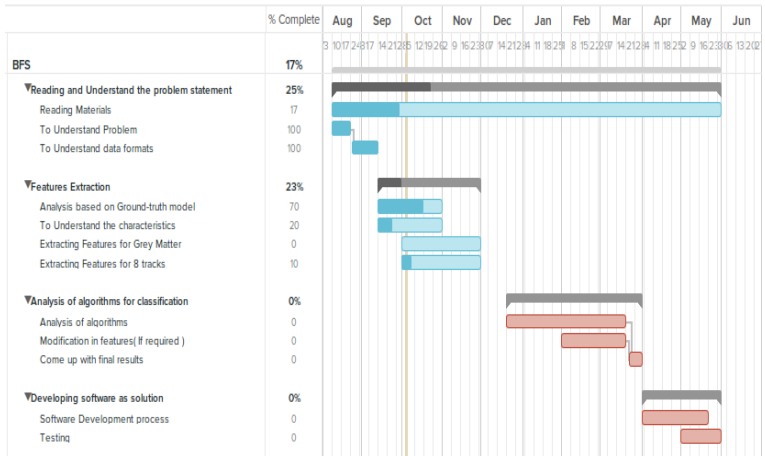 % Complete Aug Sep Oct Nov Dec Jan Feb Mar Apr May Jun
BFS 17%
Reading and Understand the problem statement 25%
Reading Materials 17
To Understand Problem 100
To Understand data formats 100
Features Extraction 23%
Analysis based on Ground-truth model 70
To Understand the characteristics 20
Extracting Features for Grey Matter 0
Extracting Features for 8 tracks 10
Analysis of algorithms for classification 0%
Analysis of algorithms 0
Modification in features( If required ) 0
Come up with final results 0
Developing software as solution 0%
Software Development process 0
Testing 0